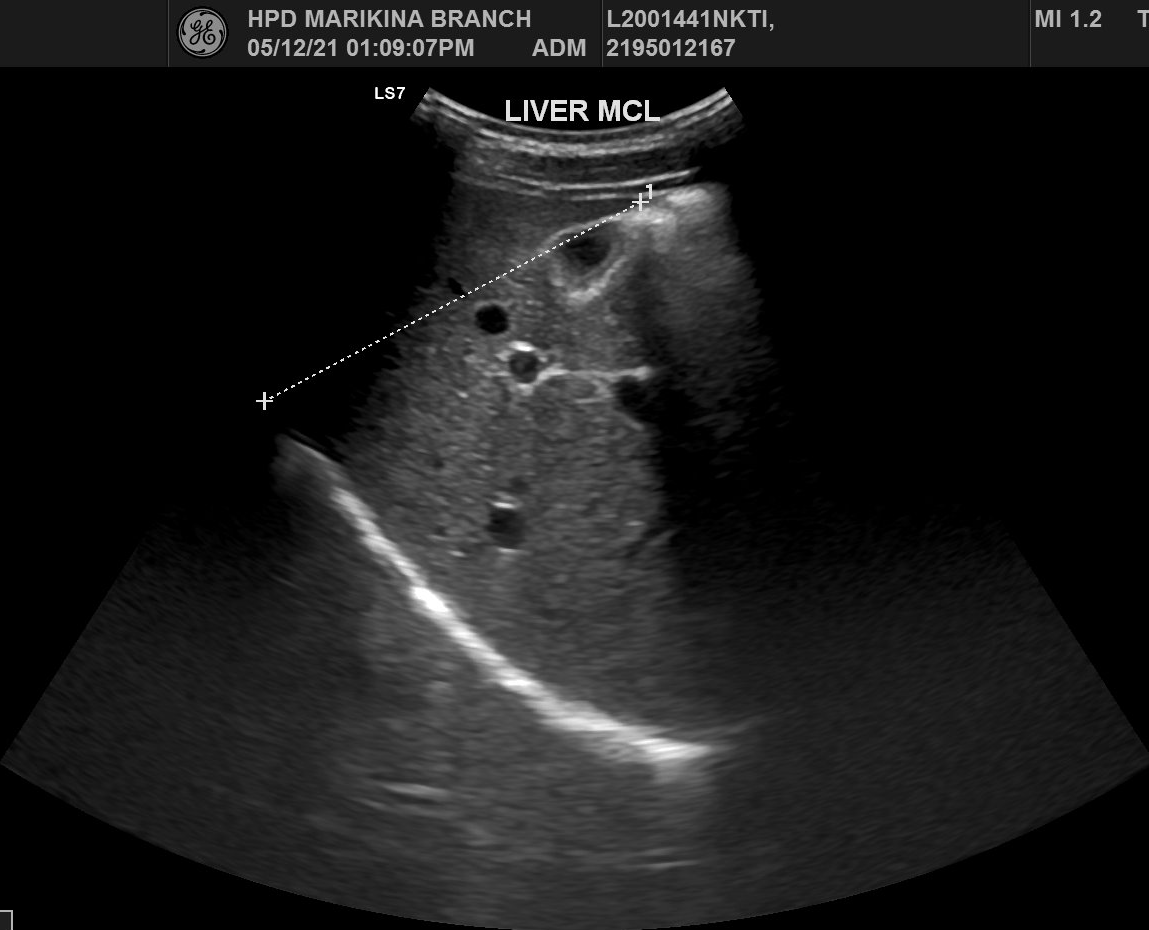 HPD MARIKINA BRANCH
05/12/21 01:09:07PM ADM
L2001441NKTI,
2195012167
MI 1.2 T
LS7
LIVER MCL
1